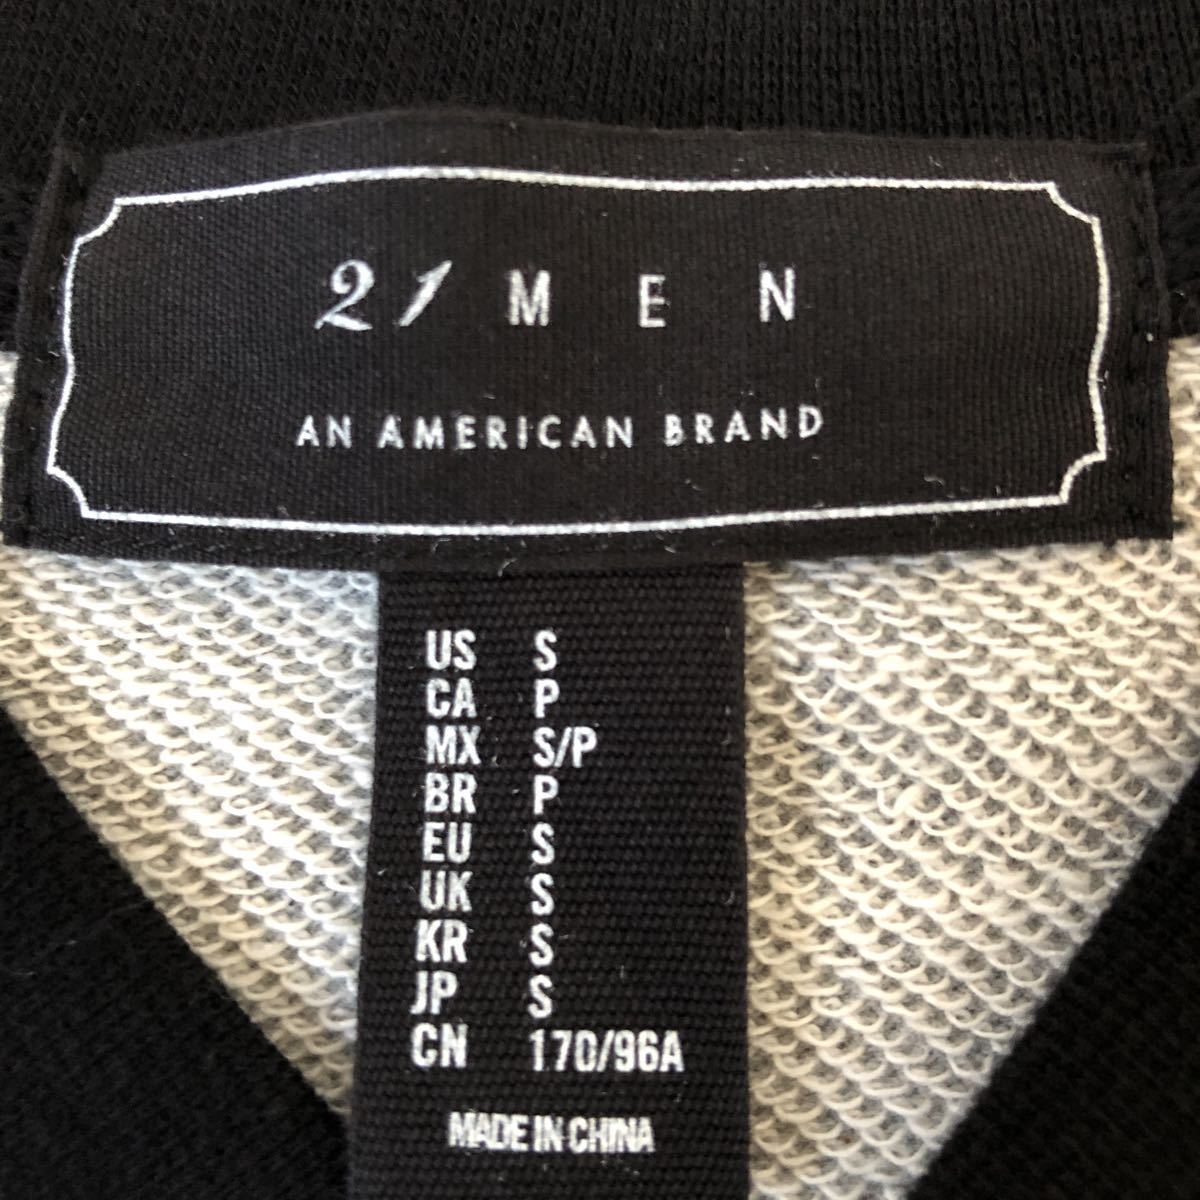 21 MEN
AN AMERICAN BRAND
US S
CA P
MX S/P
BR P
EU S
UK S
KR S
JP S
CN 170/96A
MADE IN CHINA